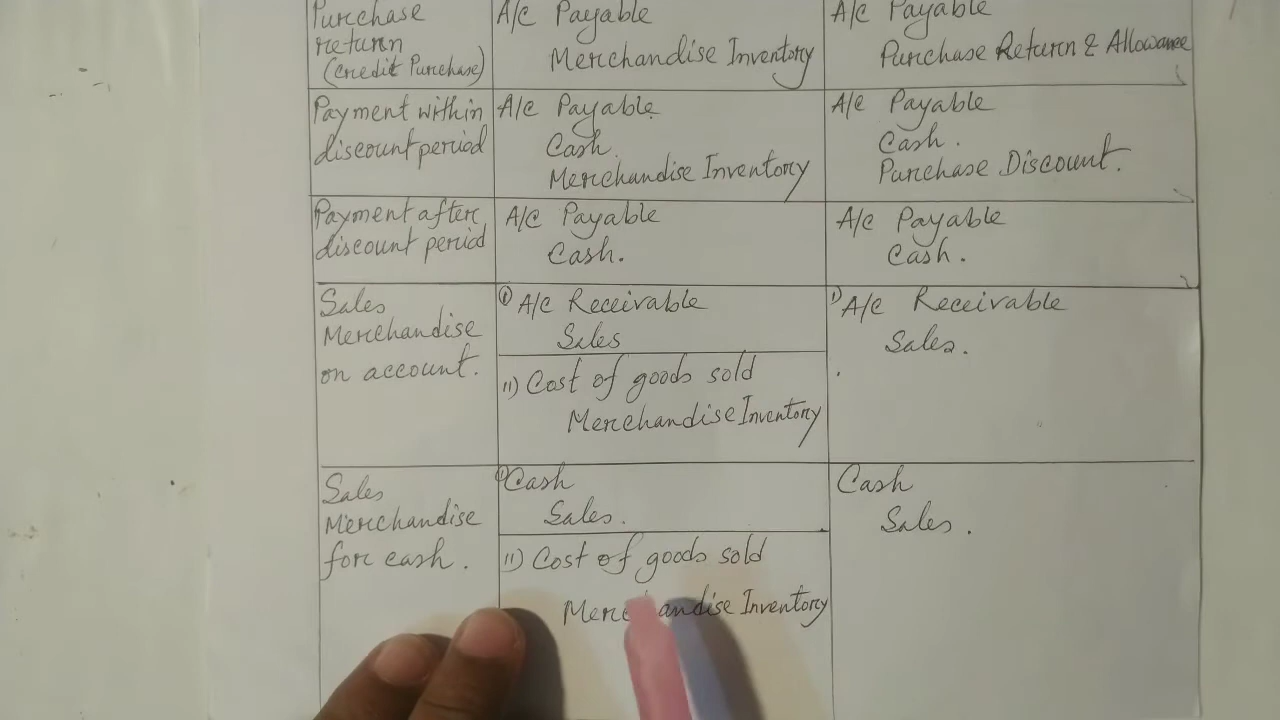 Purchase
return
(Credit Purchase)
A/C Payable
Merchandise Inventory
A/C Payable
Purchase Return & Allowance
Payment within
discount period
A/C Payable
Cash
Merchandise Inventory
A/C Payable
Cash.
Purchase Discount.
Payment after
discount period
A/C Payable
Cash.
A/C Payable
Cash.
Sales
Merchandise
on account.
i) A/C Receivable
Sales
ii) Cost of goods sold
Merchandise Inventory
i) A/C Receivable
Sales.
Sales
Merchandise
for cash.
i) Cash
Sales.
ii) Cost of goods sold
Merchandise Inventory
Cash
Sales.